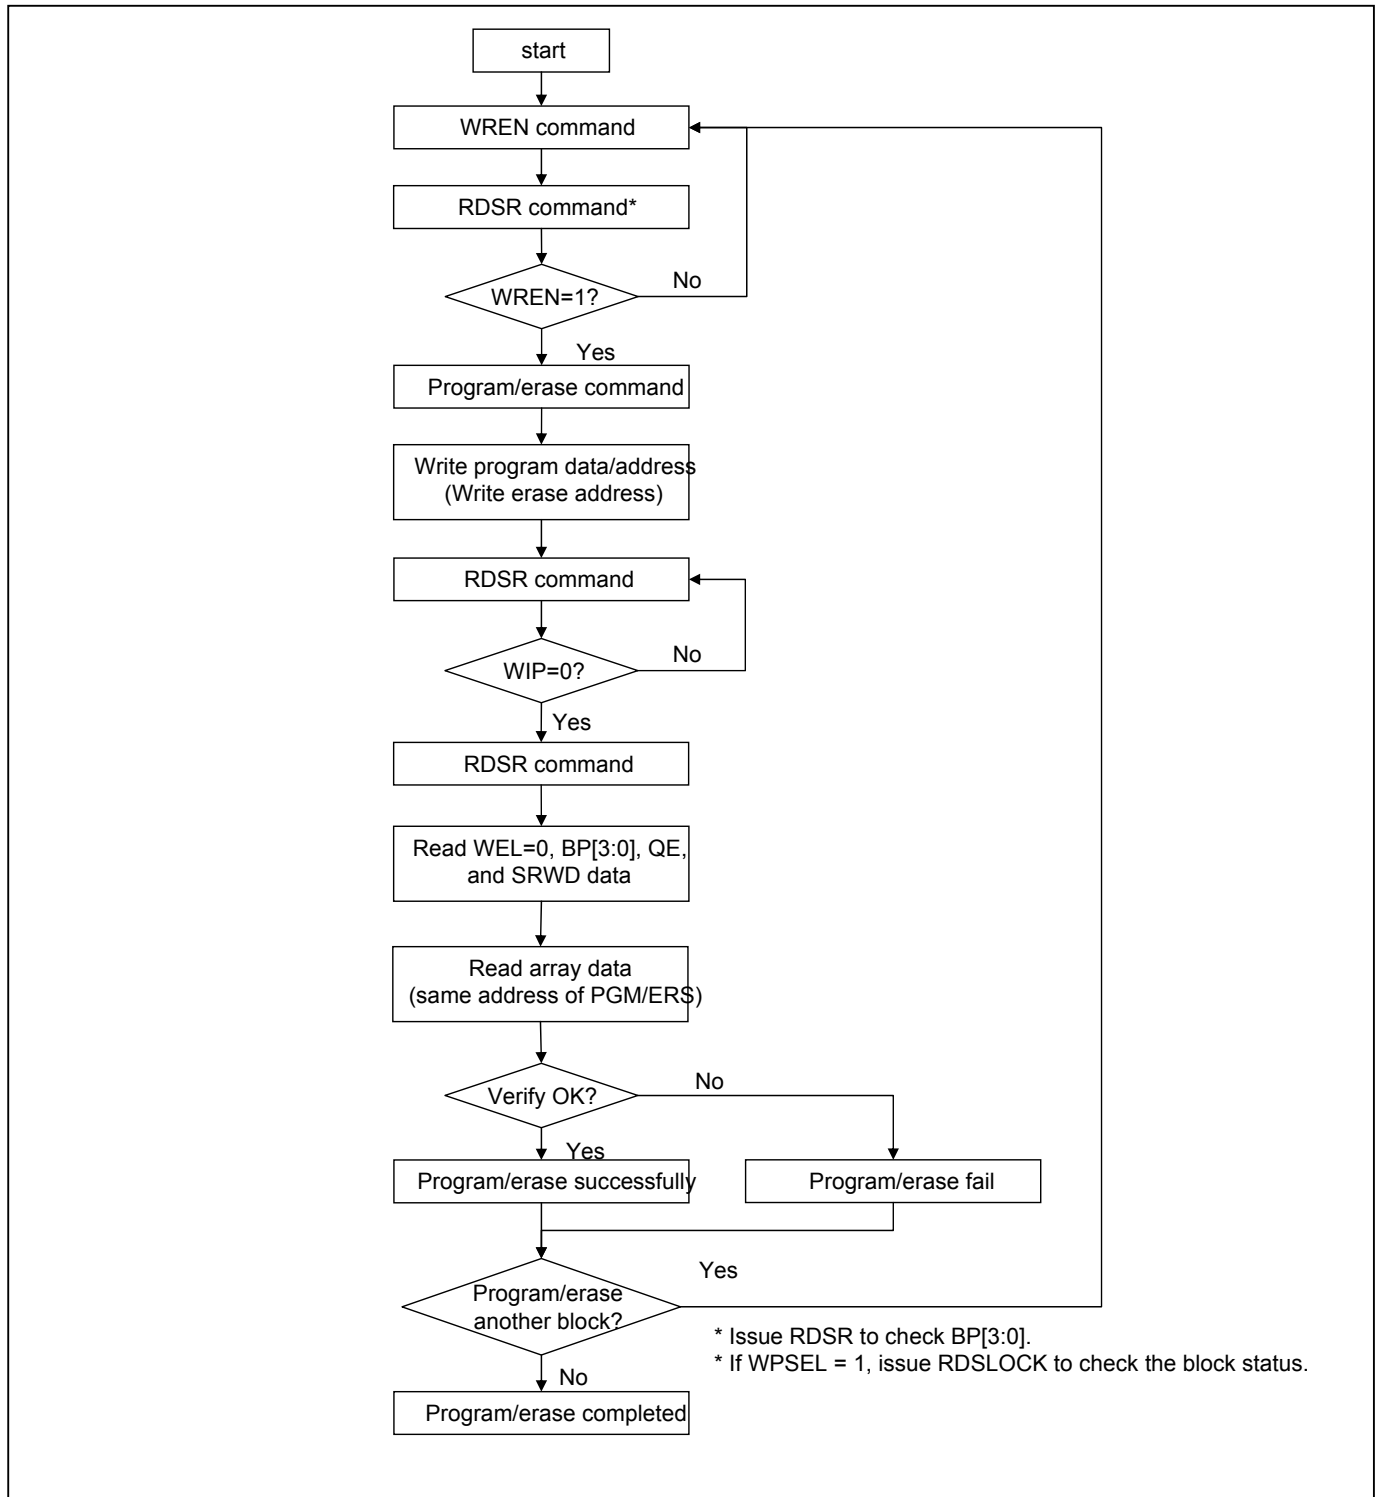 start
WREN command
RDSR command*
WREN=1?
No
Yes
Program/erase command
Write program data/address
(Write erase address)
RDSR command
WIP=0?
No
Yes
RDSR command
Read WEL=0, BP[3:0], QE,
and SRWD data
Read array data
(same address of PGM/ERS)
Verify OK?
No
Yes
Program/erase successfully
Program/erase fail
Yes
Program/erase
another block?
* Issue RDSR to check BP[3:0].
* If WPSEL = 1, issue RDSLOCK to check the block status.
No
Program/erase completed